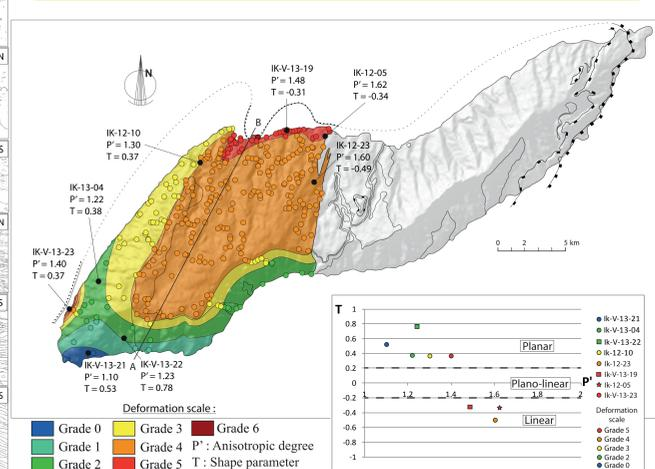 N
IK-V-13-19
P' = 1.48
T = -0.31
IK-12-05
P' = 1.62
T = -0.34
B
IK-12-10
P' = 1.30
T = 0.37
IK-12-23
P' = 1.60
T = -0.49
IK-13-04
P' = 1.22
T = 0.38
IK-V-13-23
P' = 1.40
T = 0.37
0 2 5 km
A
IK-V-13-21
P' = 1.10
T = 0.53
IK-V-13-22
P' = 1.23
T = 0.78
Deformation scale :
Grade 0
Grade 1
Grade 2
Grade 3
Grade 4
Grade 5
Grade 6
P' : Anisotropic degree
T : Shape parameter
T
1
0.8
0.6
0.4
0.2
0
-0.2
-0.4
-0.6
-0.8
-1
1 1.2 1.4 1.6 1.8 2
P'
Planar
Plano-linear
Linear
Ik-V-13-21
Ik-13-04
Ik-V-13-22
Ik-12-10
Ik-12-23
Ik-V-13-19
Ik-12-05
Ik-V-13-23
Deformation
scale
Grade 5
Grade 4
Grade 3
Grade 2
Grade 0